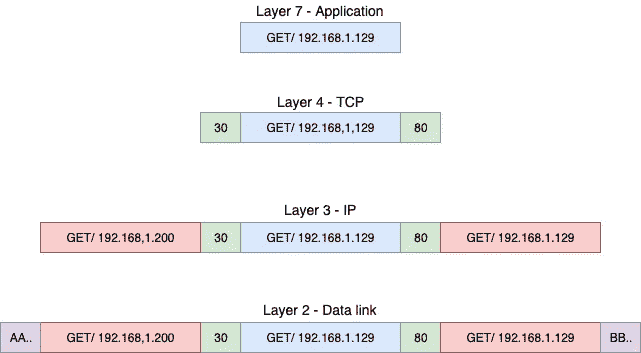 Layer 7 - Application
GET/ 192.168.1.129
Layer 4 - TCP
30 GET/ 192.168,1,129 80
Layer 3 - IP
GET/ 192.168,1.200 30 GET/ 192.168.1.129 80 GET/ 192.168.1.129
Layer 2 - Data link
AA.. GET/ 192.168,1.200 30 GET/ 192.168.1.129 80 GET/ 192.168.1.129 BB..